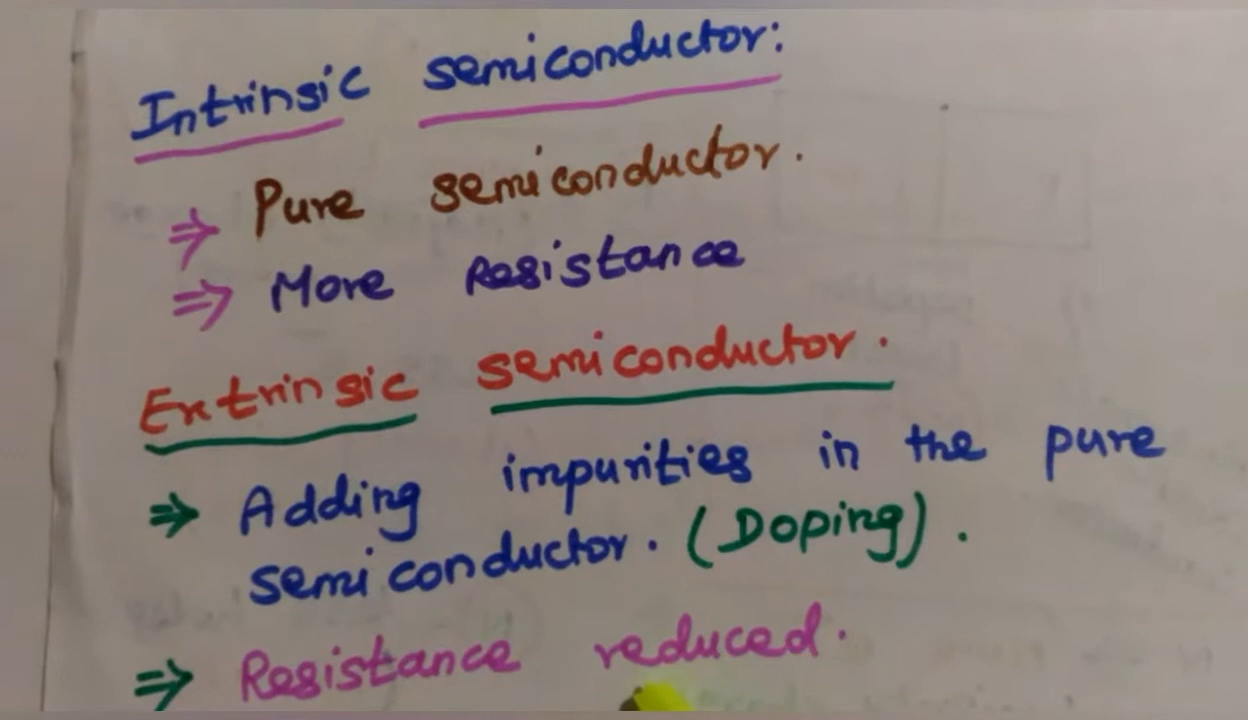 Intrinsic semiconductor:
⇒ Pure semiconductor.
⇒ More Resistance
Extrinsic semiconductor.
⇒ Adding impurities in the pure
semiconductor. (Doping).
⇒ Resistance reduced.